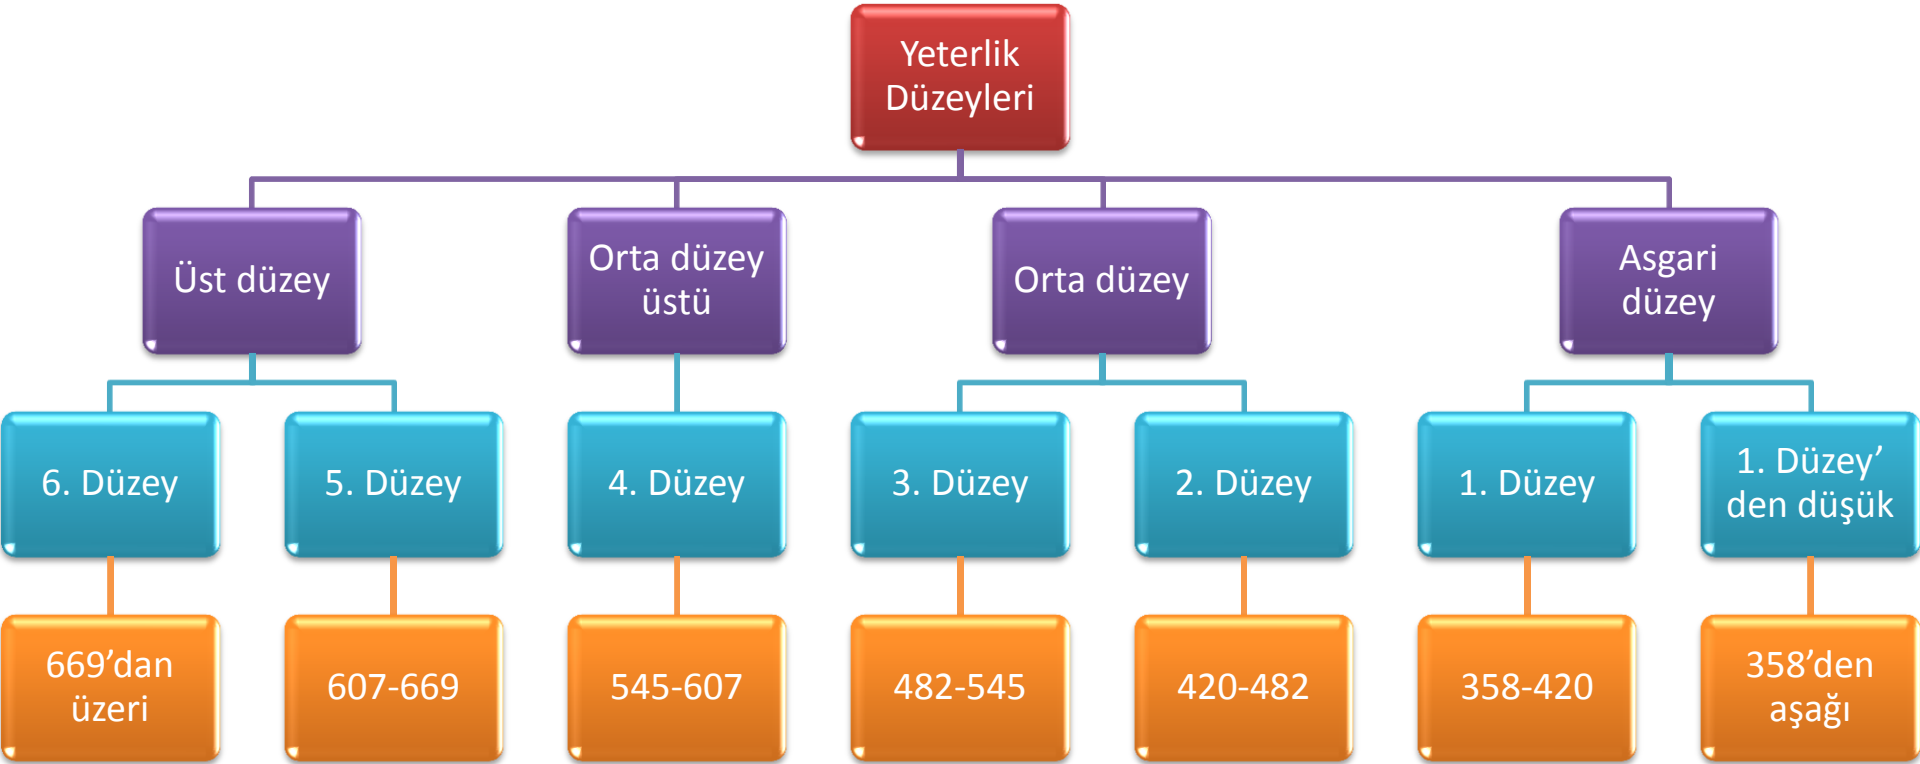 Yeterlik
Düzeyleri
Üst düzey
Orta düzey
üstü
Orta düzey
Asgari
düzey
6. Düzey
5. Düzey
4. Düzey
3. Düzey
2. Düzey
1. Düzey
1. Düzey’
den düşük
669’dan
üzeri
607-669
545-607
482-545
420-482
358-420
358’den
aşağı